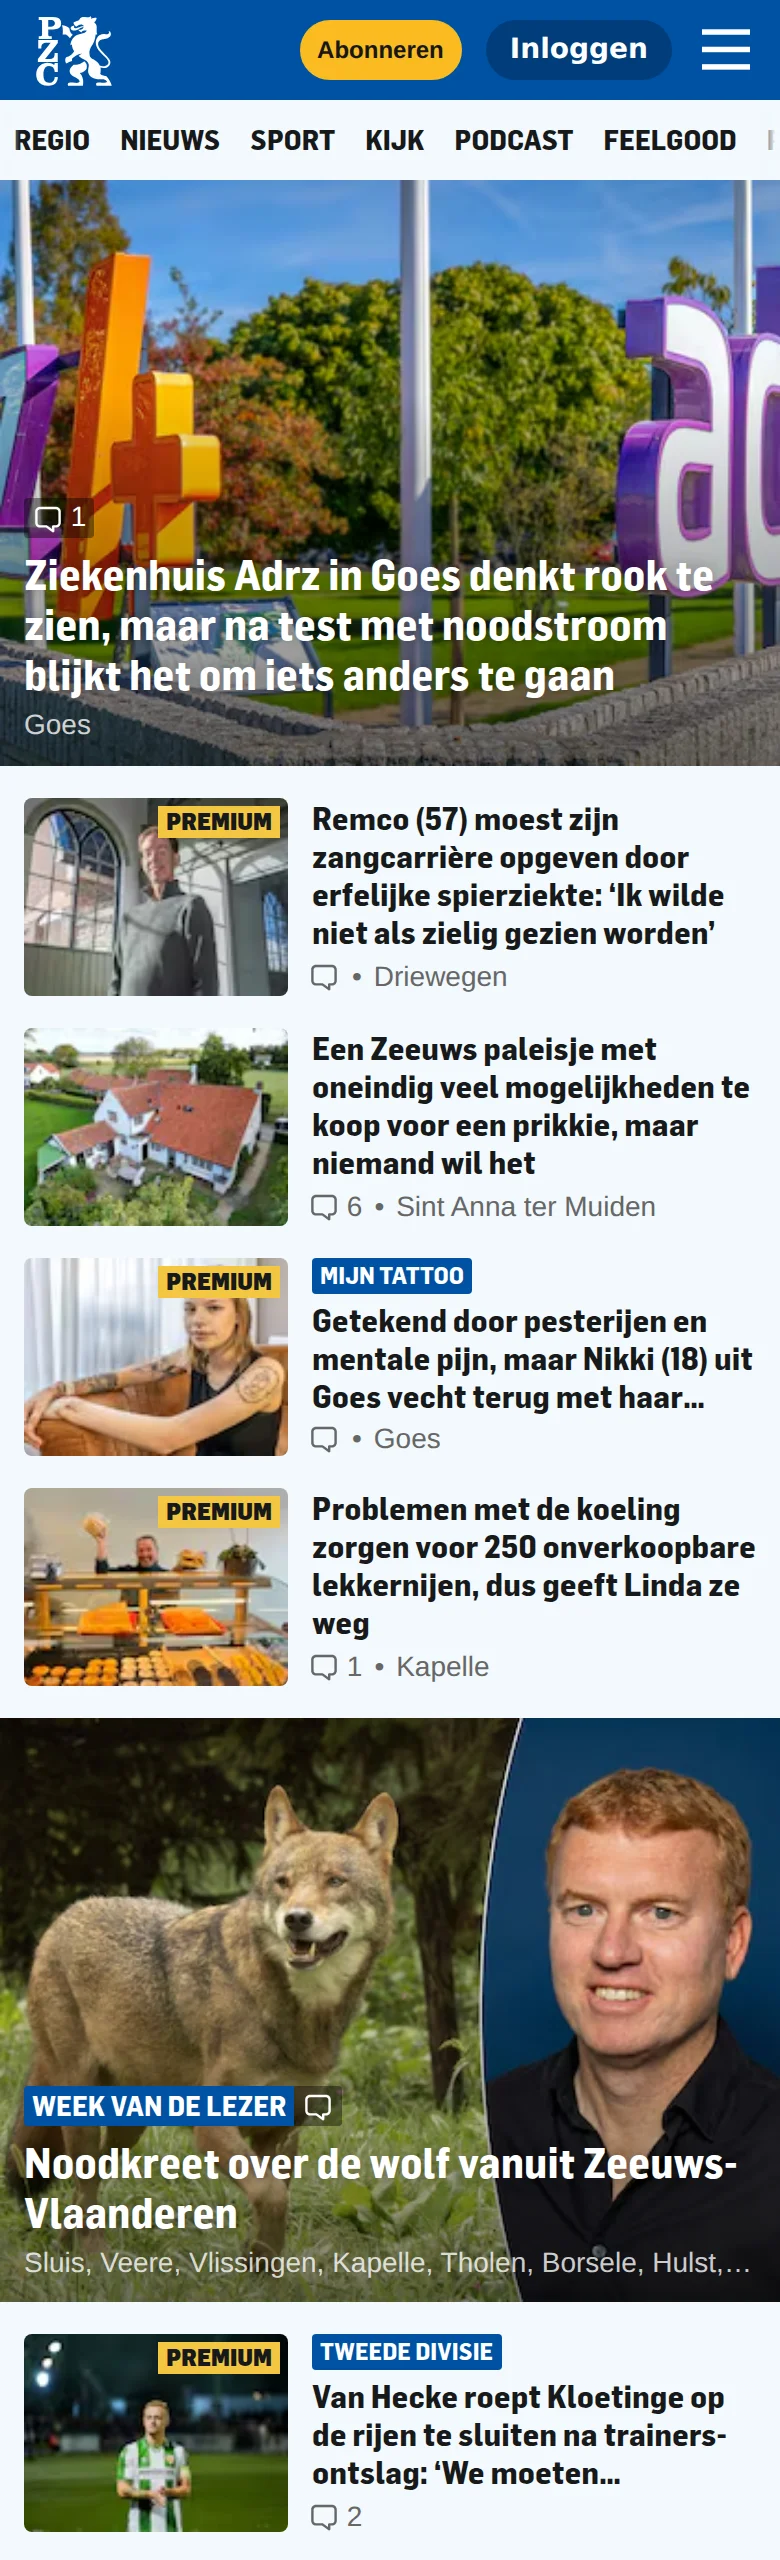 PZC
Abonneren
Inloggen
REGIO NIEUWS SPORT KIJK PODCAST FEELGOOD
1
Ziekenhuis Adrz in Goes denkt rook te
zien, maar na test met noodstroom
blijkt het om iets anders te gaan
Goes
PREMIUM
Remco (57) moest zijn
zangcarrière opgeven door
erfelijke spierziekte: ‘Ik wilde
niet als zielig gezien worden’
• Driewegen
Een Zeeuws paleisje met
oneindig veel mogelijkheden te
koop voor een prikkie, maar
niemand wil het
6 • Sint Anna ter Muiden
PREMIUM
MIJN TATTOO
Getekend door pesterijen en
mentale pijn, maar Nikki (18) uit
Goes vecht terug met haar...
• Goes
PREMIUM
Problemen met de koeling
zorgen voor 250 onverkoopbare
lekkernijen, dus geeft Linda ze
weg
1 • Kapelle
WEEK VAN DE LEZER
Noodkreet over de wolf vanuit Zeeuws-
Vlaanderen
Sluis, Veere, Vlissingen, Kapelle, Tholen, Borsele, Hulst,...
PREMIUM
TWEEDE DIVISIE
Van Hecke roept Kloetinge op
de rijen te sluiten na trainers-
ontslag: ‘We moeten...
2